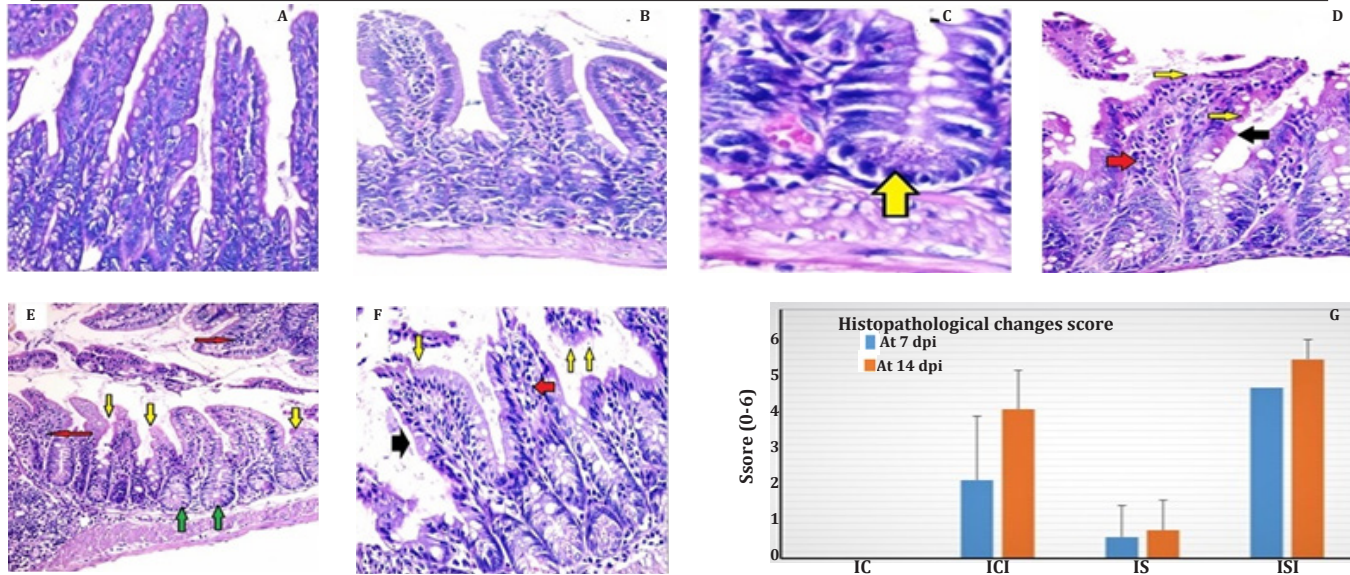 A
B
C
D
E
F
G
Histopathological changes score
At 7 dpi
At 14 dpi
Ssore (0-6)
6
5
4
3
2
1
0
IC
ICI
IS
ISI